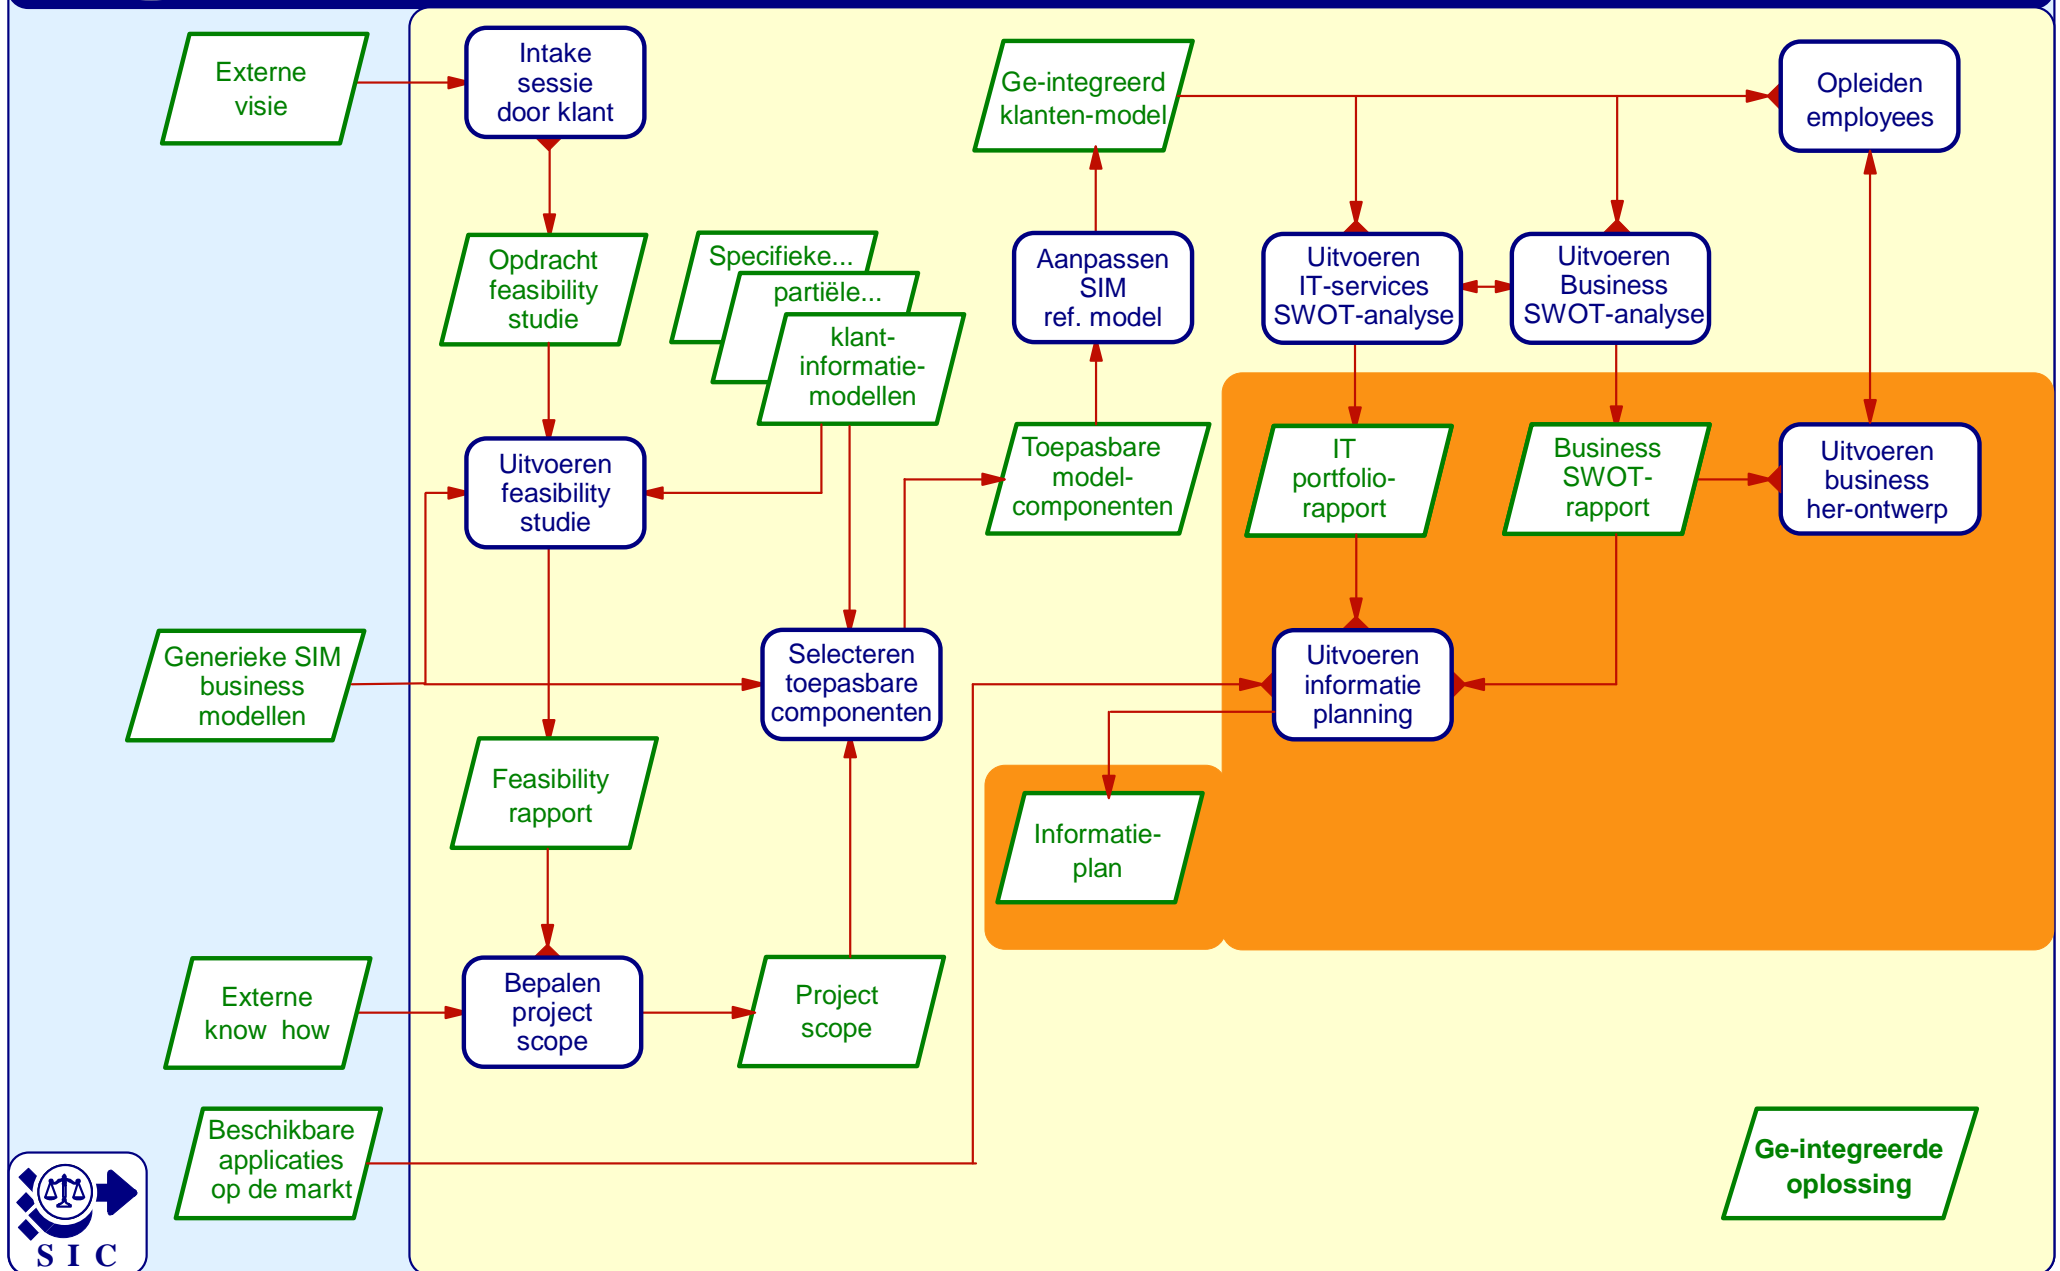 Externe
visie
Intake
sessie
door klant
Ge-integreerd
klanten-model
Opleiden
employees
Opdracht
feasibility
studie
Specifieke...
partiële...
klant-
informatie-
modellen
Aanpassen
SIM
ref. model
Uitvoeren
IT-services
SWOT-analyse
Uitvoeren
Business
SWOT-analyse
Uitvoeren
feasibility
studie
Toepasbare
model-
componenten
IT
portfolio-
rapport
Business
SWOT-
rapport
Uitvoeren
business
her-ontwerp
Generieke SIM
business
modellen
Selecteren
toepasbare
componenten
Uitvoeren
informatie
planning
Feasibility
rapport
Informatie-
plan
Externe
know how
Bepalen
project
scope
Project
scope
Beschikbare
applicaties
op de markt
Ge-integreerde
oplossing
S I C